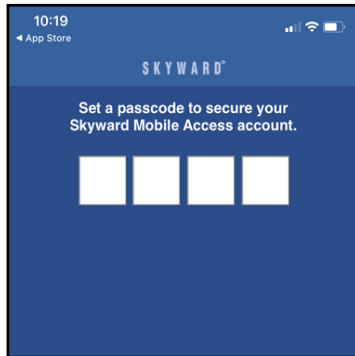 10:19
◀ App Store
SKYWARD®
Set a passcode to secure your
Skyward Mobile Access account.